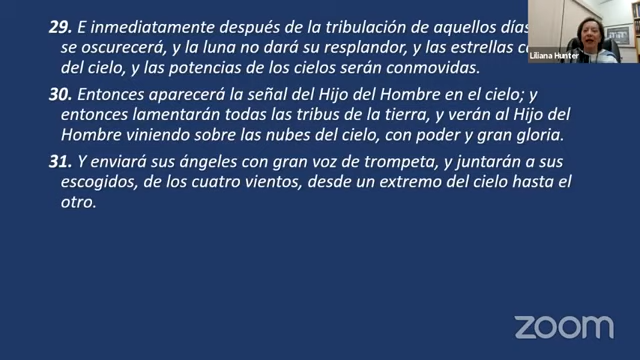 29. E inmediatamente después de la tribulación de aquellos días
se oscurecerá, y la luna no dará su resplandor, y las estrellas
del cielo, y las potencias de los cielos serán conmovidas.
30. Entonces aparecerá la señal del Hijo del Hombre en el cielo; y
entonces lamentarán todas las tribus de la tierra, y verán al Hijo del
Hombre viniendo sobre las nubes del cielo, con poder y gran gloria.
31. Y enviará sus ángeles con gran voz de trompeta, y juntarán a sus
escogidos, de los cuatro vientos, desde un extremo del cielo hasta el
otro.
Liliana Hunter
zoom